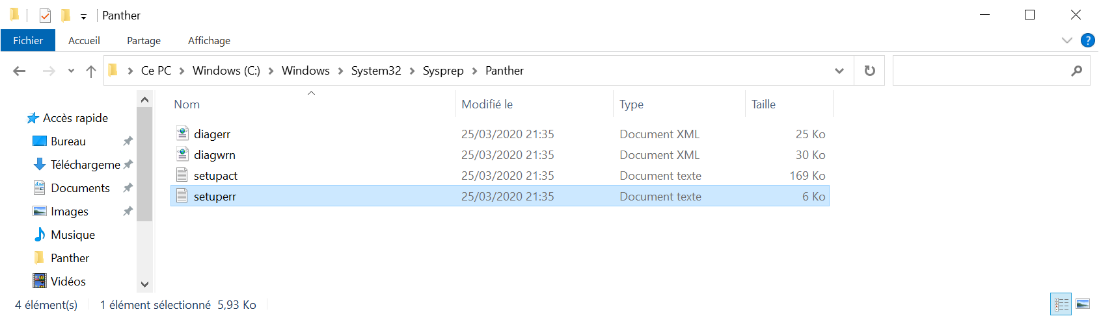 Panther
Fichier Accueil Partage Affichage
Ce PC Windows (C:) Windows System32 Sysprep Panther
Nom Modifié le Type Taille
Accès rapide
Bureau
Téléchargeme
Documents
Images
Musique
Panther
Vidéos
diagerr 25/03/2020 21:35 Document XML 25 Ko
diagwrn 25/03/2020 21:35 Document XML 30 Ko
setupact 25/03/2020 21:35 Document texte 169 Ko
setuperr 25/03/2020 21:35 Document texte 6 Ko
4 élément(s) 1 élément sélectionné 5,93 Ko